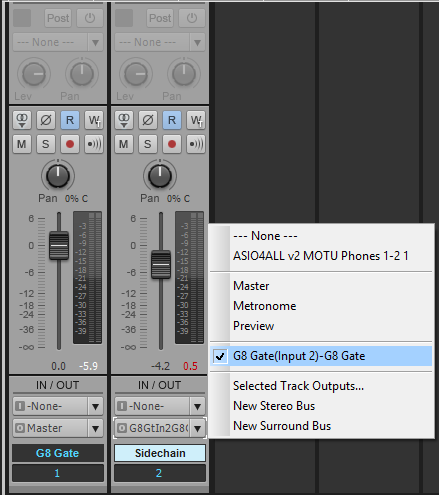 Post
Post
--- None ---
--- None ---
Lev
Pan
Lev
Pan
R
W
R
W
M
S
M
S
Pan 0% C
Pan 0% C
6
0
-6
-12
-18
-24
-36
-∞
-3
-6
-9
-12
-15
-18
-21
-24
-27
-30
-33
-36
-39
6
0
-6
-12
-18
-24
-36
-∞
-3
-6
-9
-12
-15
-18
-21
-24
-27
-30
-33
-36
-39
0.0
-5.9
-4.2
0.5
IN / OUT
IN / OUT
I -None-
I -None-
O Master
O G8GtIn2G8(
G8 Gate
Sidechain
1
2
--- None ---
ASIO4ALL v2 MOTU Phones 1-2 1
Master
Metronome
Preview
G8 Gate(Input 2)-G8 Gate
Selected Track Outputs...
New Stereo Bus
New Surround Bus